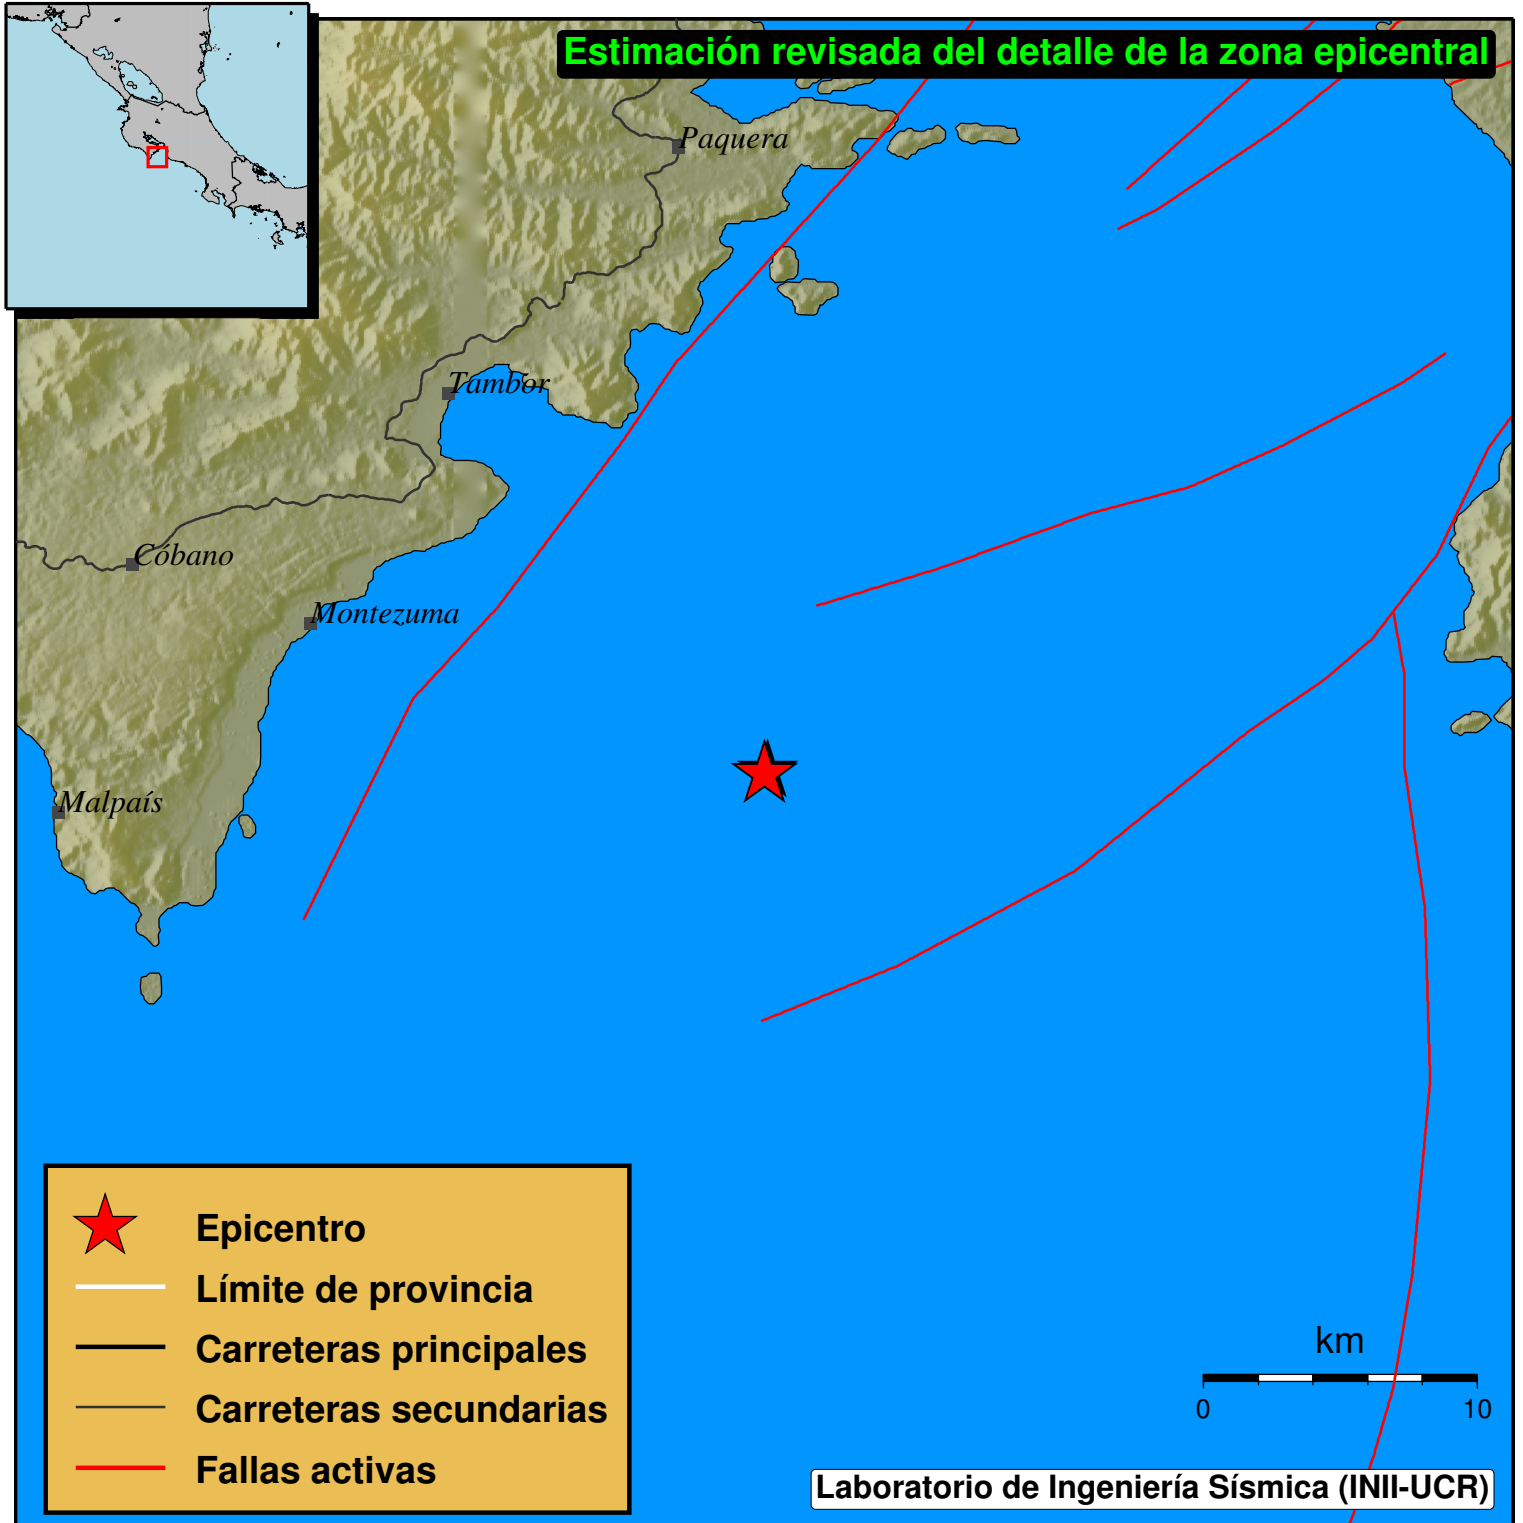 Estimación revisada del detalle de la zona epicentral
Paquera
Tambor
Cóbano
Montezuma
Malpaís
Epicentro
Límite de provincia
Carreteras principales
Carreteras secundarias
Fallas activas
km
0 10
Laboratorio de Ingeniería Sísmica (INII-UCR)